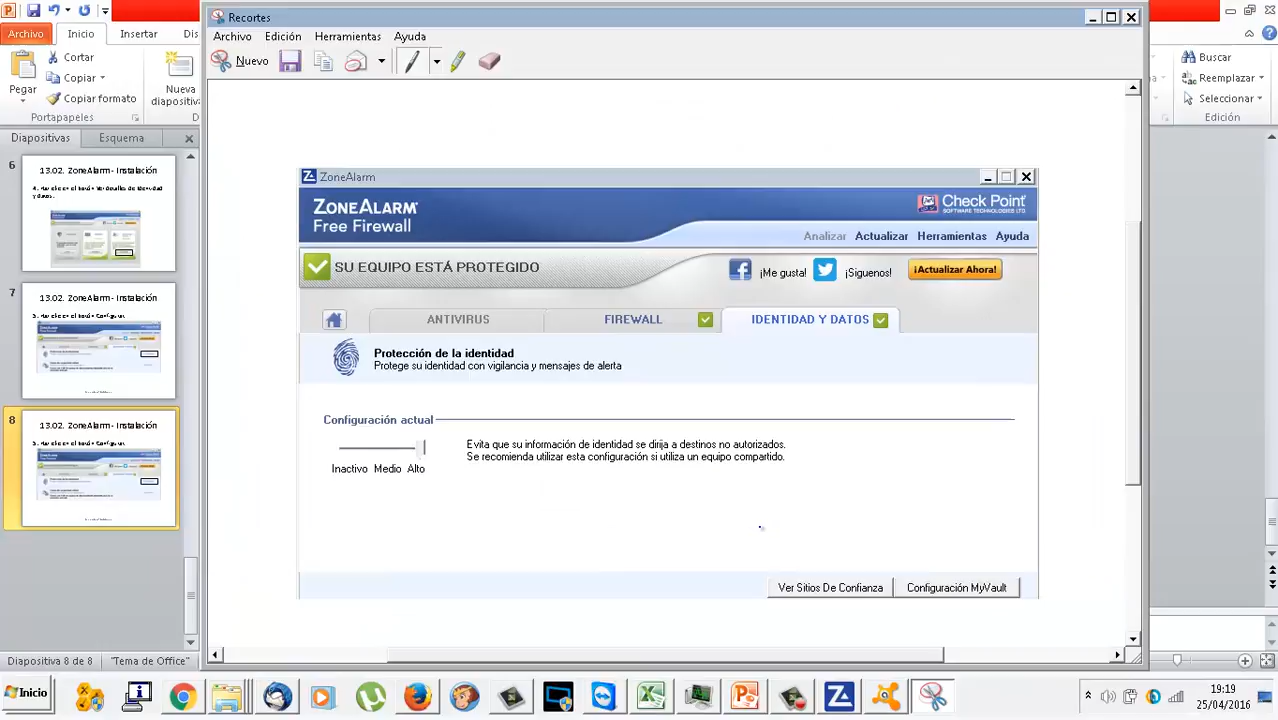 Recortes
Archivo Edición Herramientas Ayuda
Nuevo
Archivo Inicio Insertar
Cortar
Copiar
Copiar formato
Pegar
Nueva
Portapapeles
Buscar
Reemplazar
Seleccionar
Edición
Diapositivas Esquema
6
13.02. ZoneAlarm- Instalación
7
13.02. ZoneAlarm- Instalación
8
13.02. ZoneAlarm- Instalación
ZoneAlarm
ZONEALARM
Free Firewall
Check Point
SOFTWARE TECHNOLOGIES LTD.
Analizar Actualizar Herramientas Ayuda
SU EQUIPO ESTÁ PROTEGIDO
¡Me gusta! ¡Síguenos! ¡Actualizar Ahora!
ANTIVIRUS FIREWALL IDENTIDAD Y DATOS
Protección de la identidad
Protege su identidad con vigilancia y mensajes de alerta
Configuración actual
Inactivo Medio Alto
Evita que su información de identidad se dirija a destinos no autorizados.
Se recomienda utilizar esta configuración si utiliza un equipo compartido.
Ver Sitios De Confianza Configuración MyVault
Diapositiva 8 de 8 "Tema de Office"
Inicio
19:19
25/04/2016